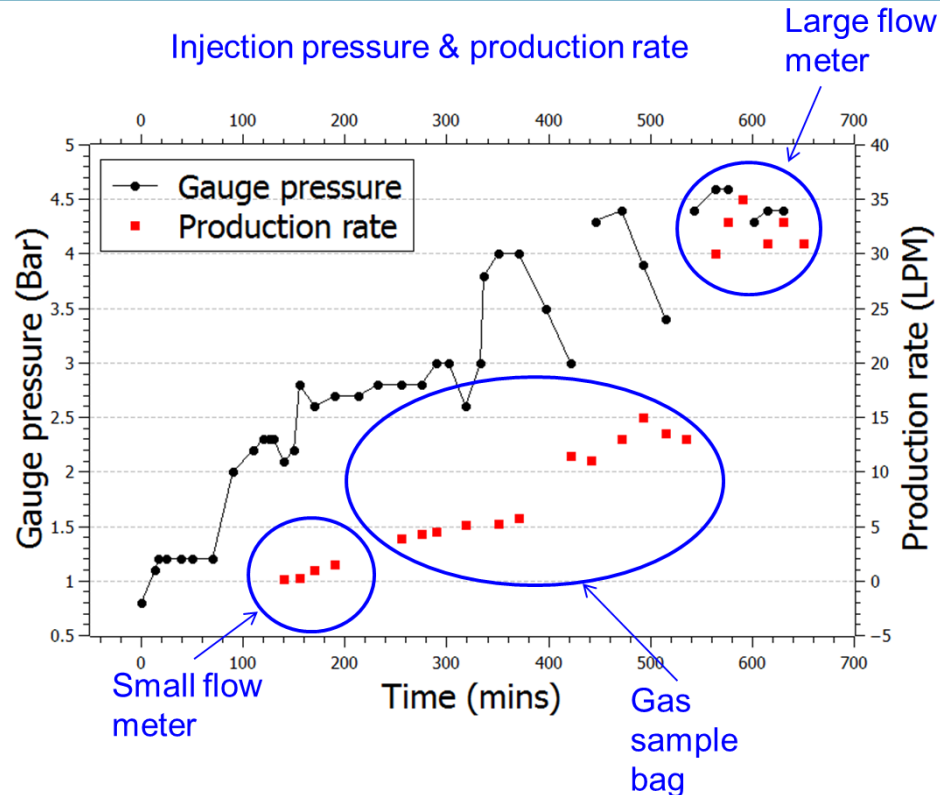 Injection pressure & production rate
Large flow
meter
0 100 200 300 400 500 600 700
5
4.5
4
3.5
3
2.5
2
1.5
1
0.5
Gauge pressure (Bar)
Gauge pressure
Production rate
40
35
30
25
20
15
10
5
0
−5
Production rate (LPM)
0 100 200 300 400 500 600 700
Time (mins)
Small flow
meter
Gas
sample
bag